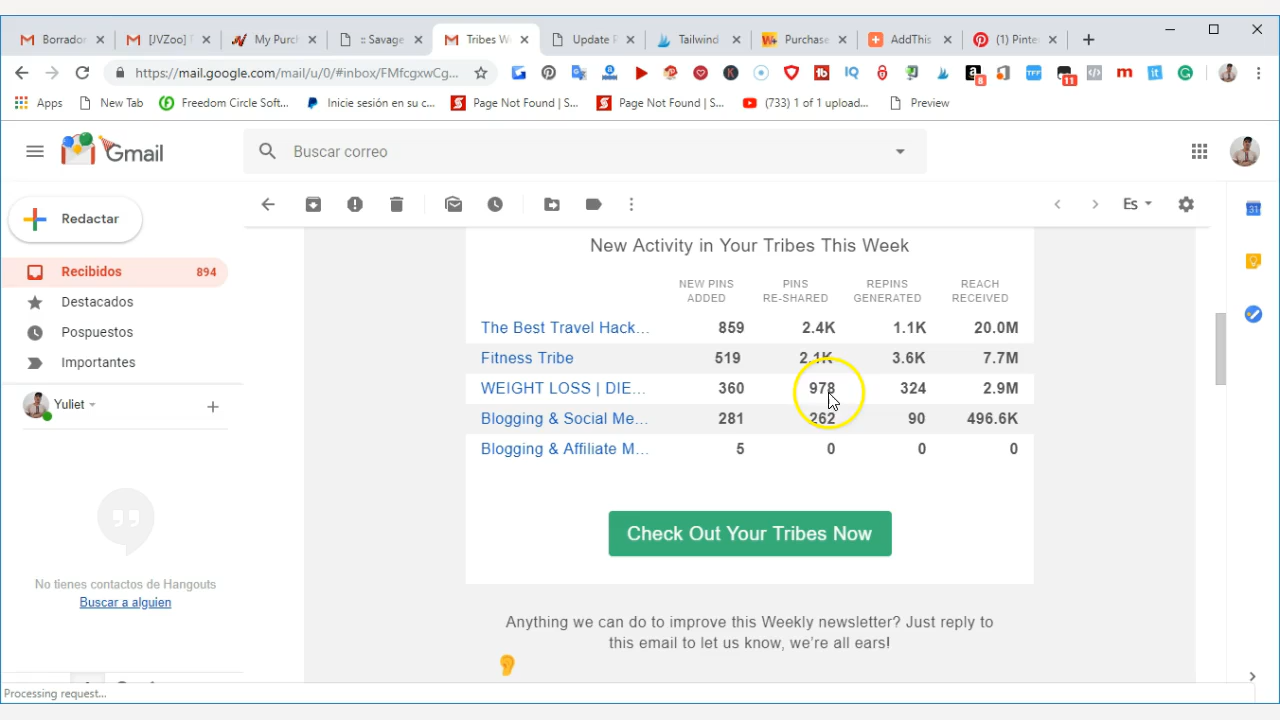 Borrador
[JVZoo]
My Purc
:: Savage
Tribes W
Update
Tailwind
Purchase
AddThis
(1) Pinte
https://mail.google.com/mail/u/0/#inbox/FMfcgxwCg...
8
11
Apps
New Tab
Freedom Circle Soft...
Inicie sesión en su c...
Page Not Found | S...
Page Not Found | S...
(733) 1 of 1 upload...
Preview
Gmail
Buscar correo
Redactar
Es
Recibidos 894
Destacados
Pospuestos
Importantes
Yuliet
No tienes contactos de Hangouts
Buscar a alguien
New Activity in Your Tribes This Week
NEW PINS ADDED PINS RE-SHARED REPINS GENERATED REACH RECEIVED
The Best Travel Hack... 859 2.4K 1.1K 20.0M
Fitness Tribe 519 2.1K 3.6K 7.7M
WEIGHT LOSS | DIE... 360 978 324 2.9M
Blogging & Social Me... 281 262 90 496.6K
Blogging & Affiliate M... 5 0 0 0
Check Out Your Tribes Now
Anything we can do to improve this Weekly newsletter? Just reply to
this email to let us know, we're all ears!
Processing request...